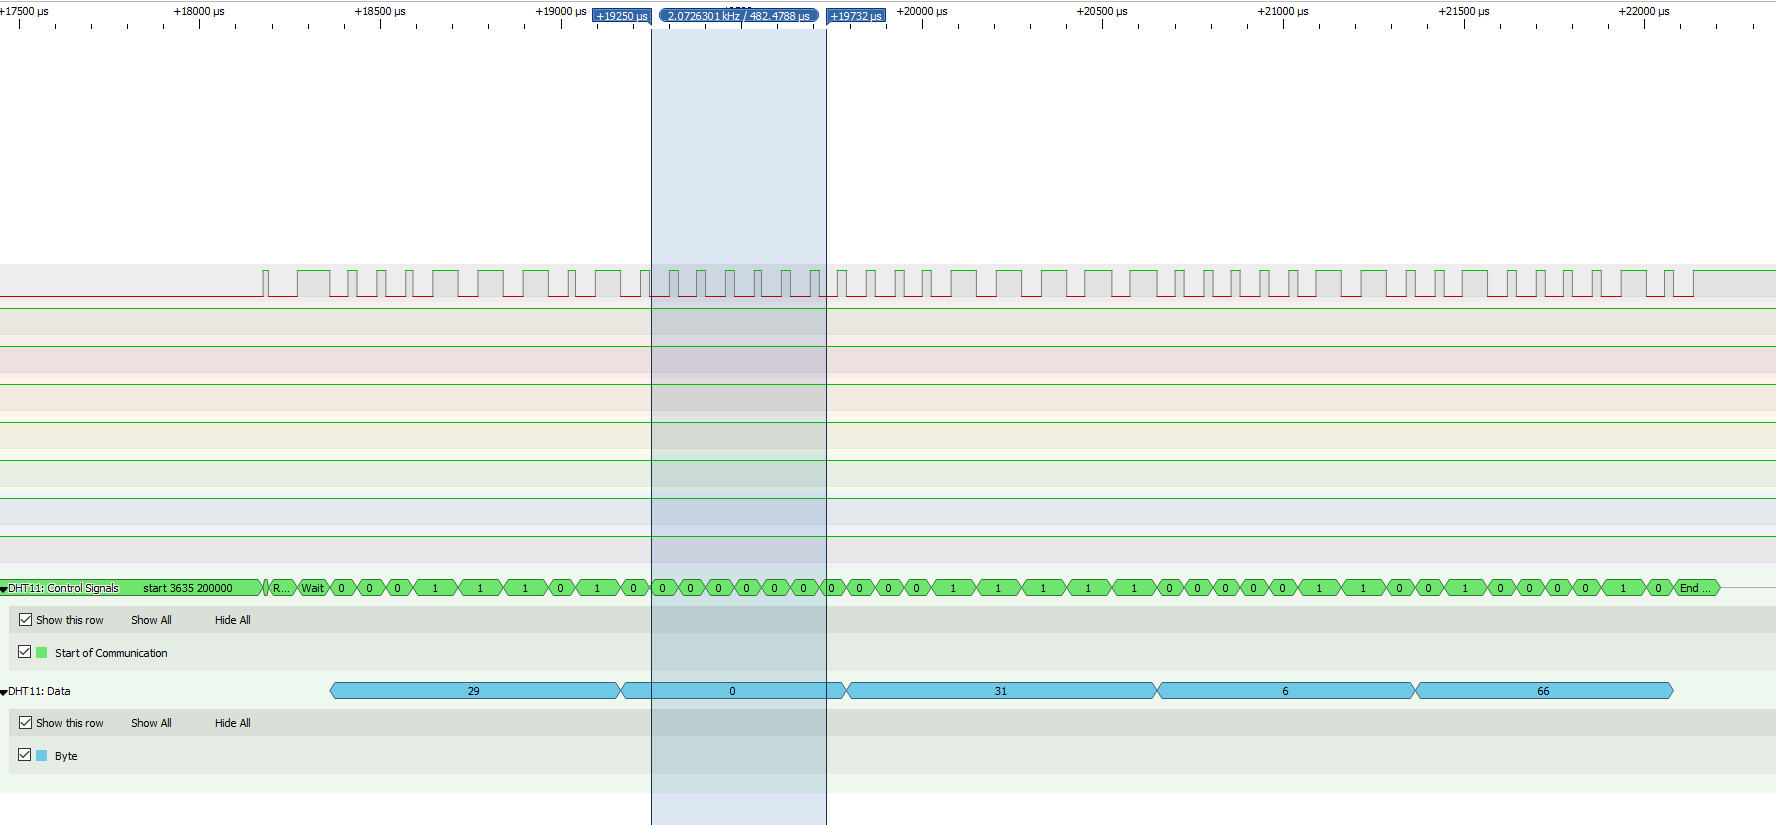 +17500 µs +18000 µs +18500 µs +19000 µs +20000 µs +20500 µs +21000 µs +21500 µs +22000 µs
+19250 µs 2.0726301 kHz / 482.4788 µs +19732 µs
DHT11: Control Signals start 3635 200000 R... Wait 0 0 0 1 1 1 0 1 0 0 0 0 0 0 0 0 0 0 0 1 1 1 1 1 0 0 0 0 0 1 1 0 0 1 0 0 0 0 1 0 End ...
Show this row Show All Hide All
Start of Communication
DHT11: Data 29 0 31 6 66
Show this row Show All Hide All
Byte